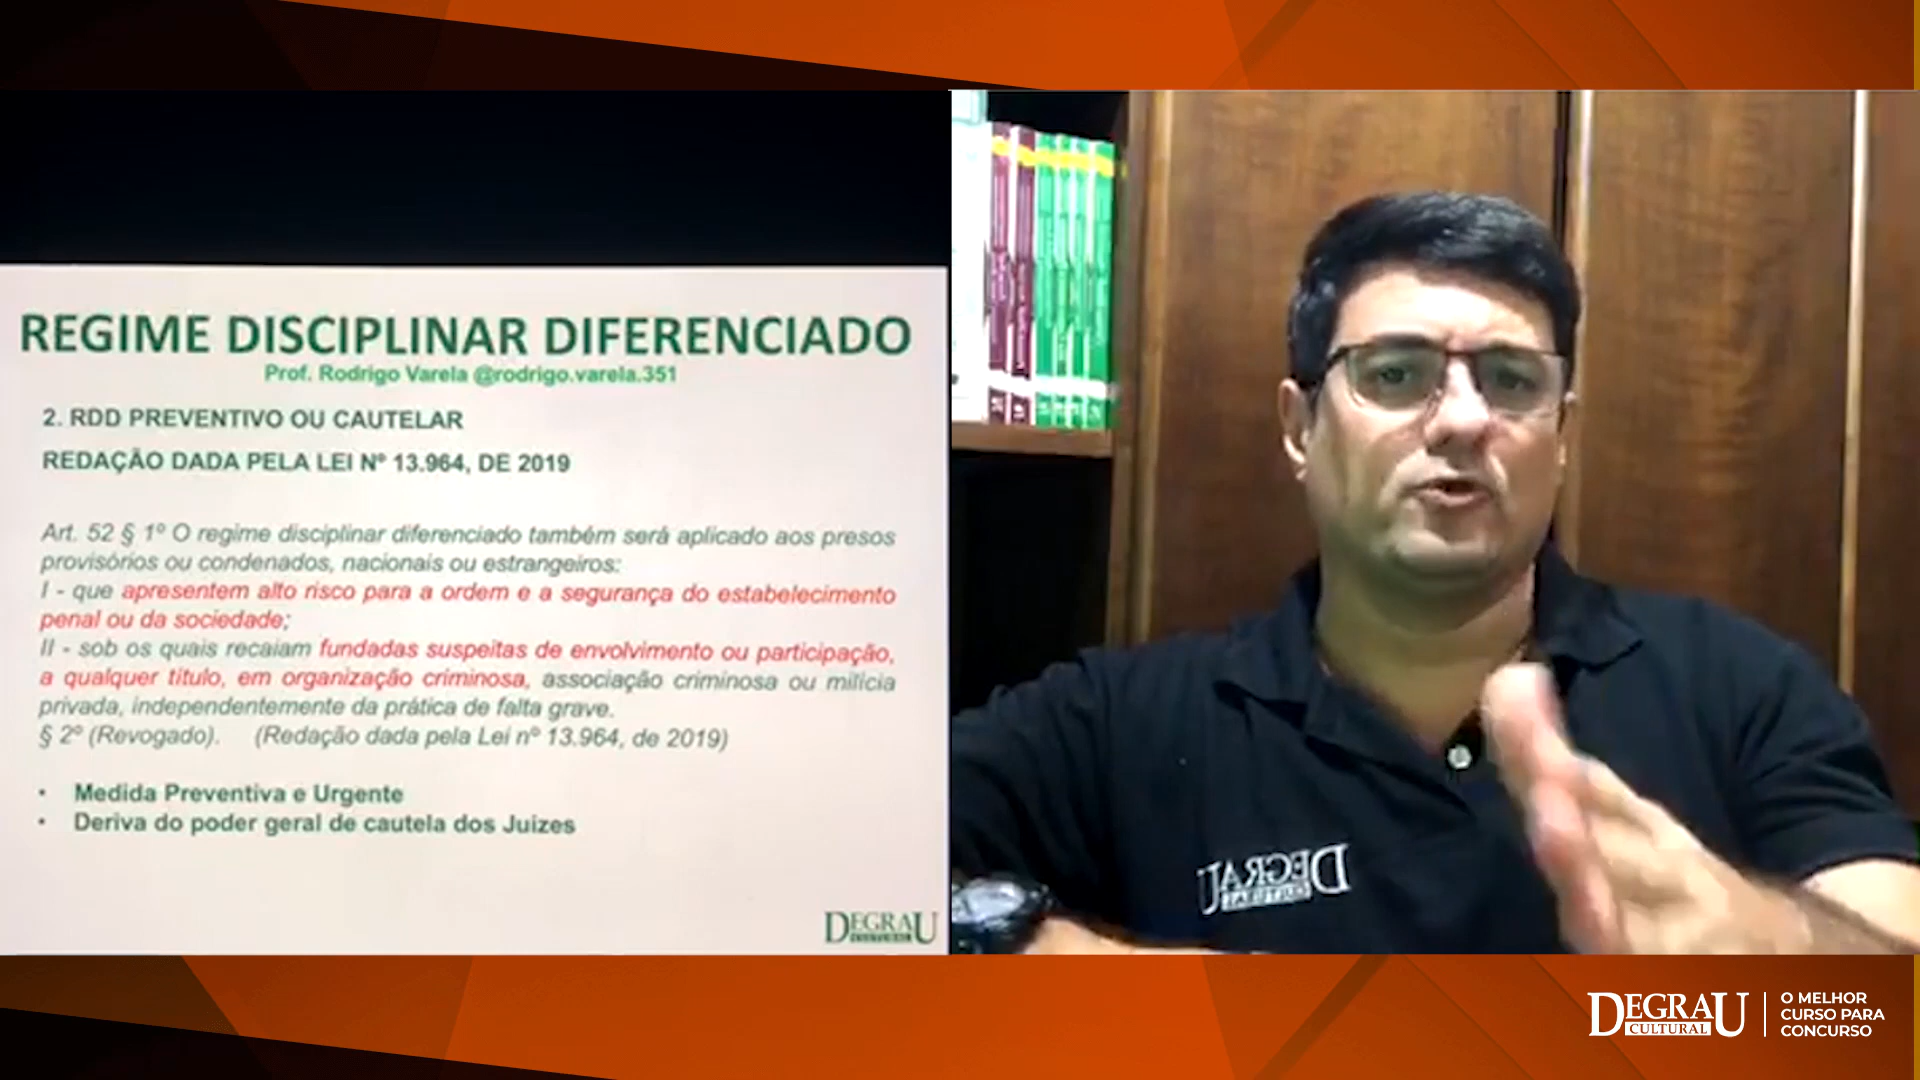 REGIME DISCIPLINAR DIFERENCIADO
Prof. Rodrigo Varela @rodrigo.varela.351
2. RDD PREVENTIVO OU CAUTELAR
REDAÇÃO DADA PELA LEI Nº 13.964, DE 2019
Art. 52 § 1º O regime disciplinar diferenciado também será aplicado aos presos
provisórios ou condenados, nacionais ou estrangeiros:
I - que apresentem alto risco para a ordem e a segurança do estabelecimento
penal ou da sociedade;
II - sob os quais recaiam fundadas suspeitas de envolvimento ou participação,
a qualquer título, em organização criminosa, associação criminosa ou milícia
privada, independentemente da prática de falta grave.
§ 2º (Revogado). (Redação dada pela Lei nº 13.964, de 2019)
• Medida Preventiva e Urgente
• Deriva do poder geral de cautela dos Juízes
DEGRAU
CULTURAL
DEGRAU
CULTURAL
DEGRAU
CULTURAL
O MELHOR
CURSO PARA
CONCURSO